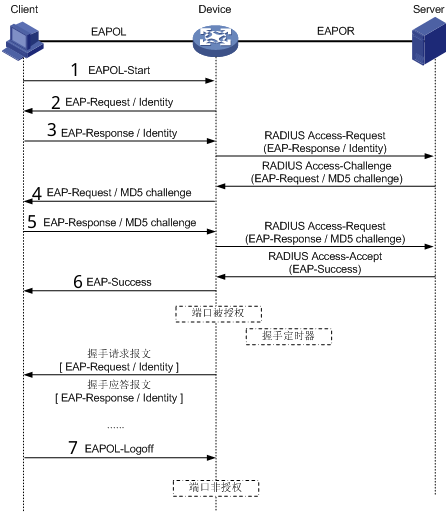 Client
Device
Server
EAPOL
EAPOR
1 EAPOL-Start
2 EAP-Request / Identity
3 EAP-Response / Identity
RADIUS Access-Request
(EAP-Response / Identity)
RADIUS Access-Challenge
(EAP-Request / MD5 challenge)
4 EAP-Request / MD5 challenge
5 EAP-Response / MD5 challenge
RADIUS Access-Request
(EAP-Response / MD5 challenge)
RADIUS Access-Accept
(EAP-Success)
6 EAP-Success
端口被授权
握手定时器
握手请求报文
[ EAP-Request / Identity ]
握手应答报文
[ EAP-Response / Identity ]
......
7 EAPOL-Logoff
端口非授权